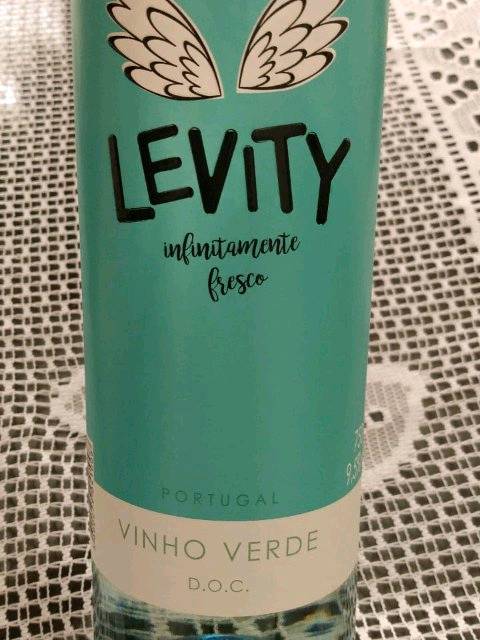 LEVITY
infinitamente
fresco
PORTUGAL
VINHO VERDE
D.O.C.